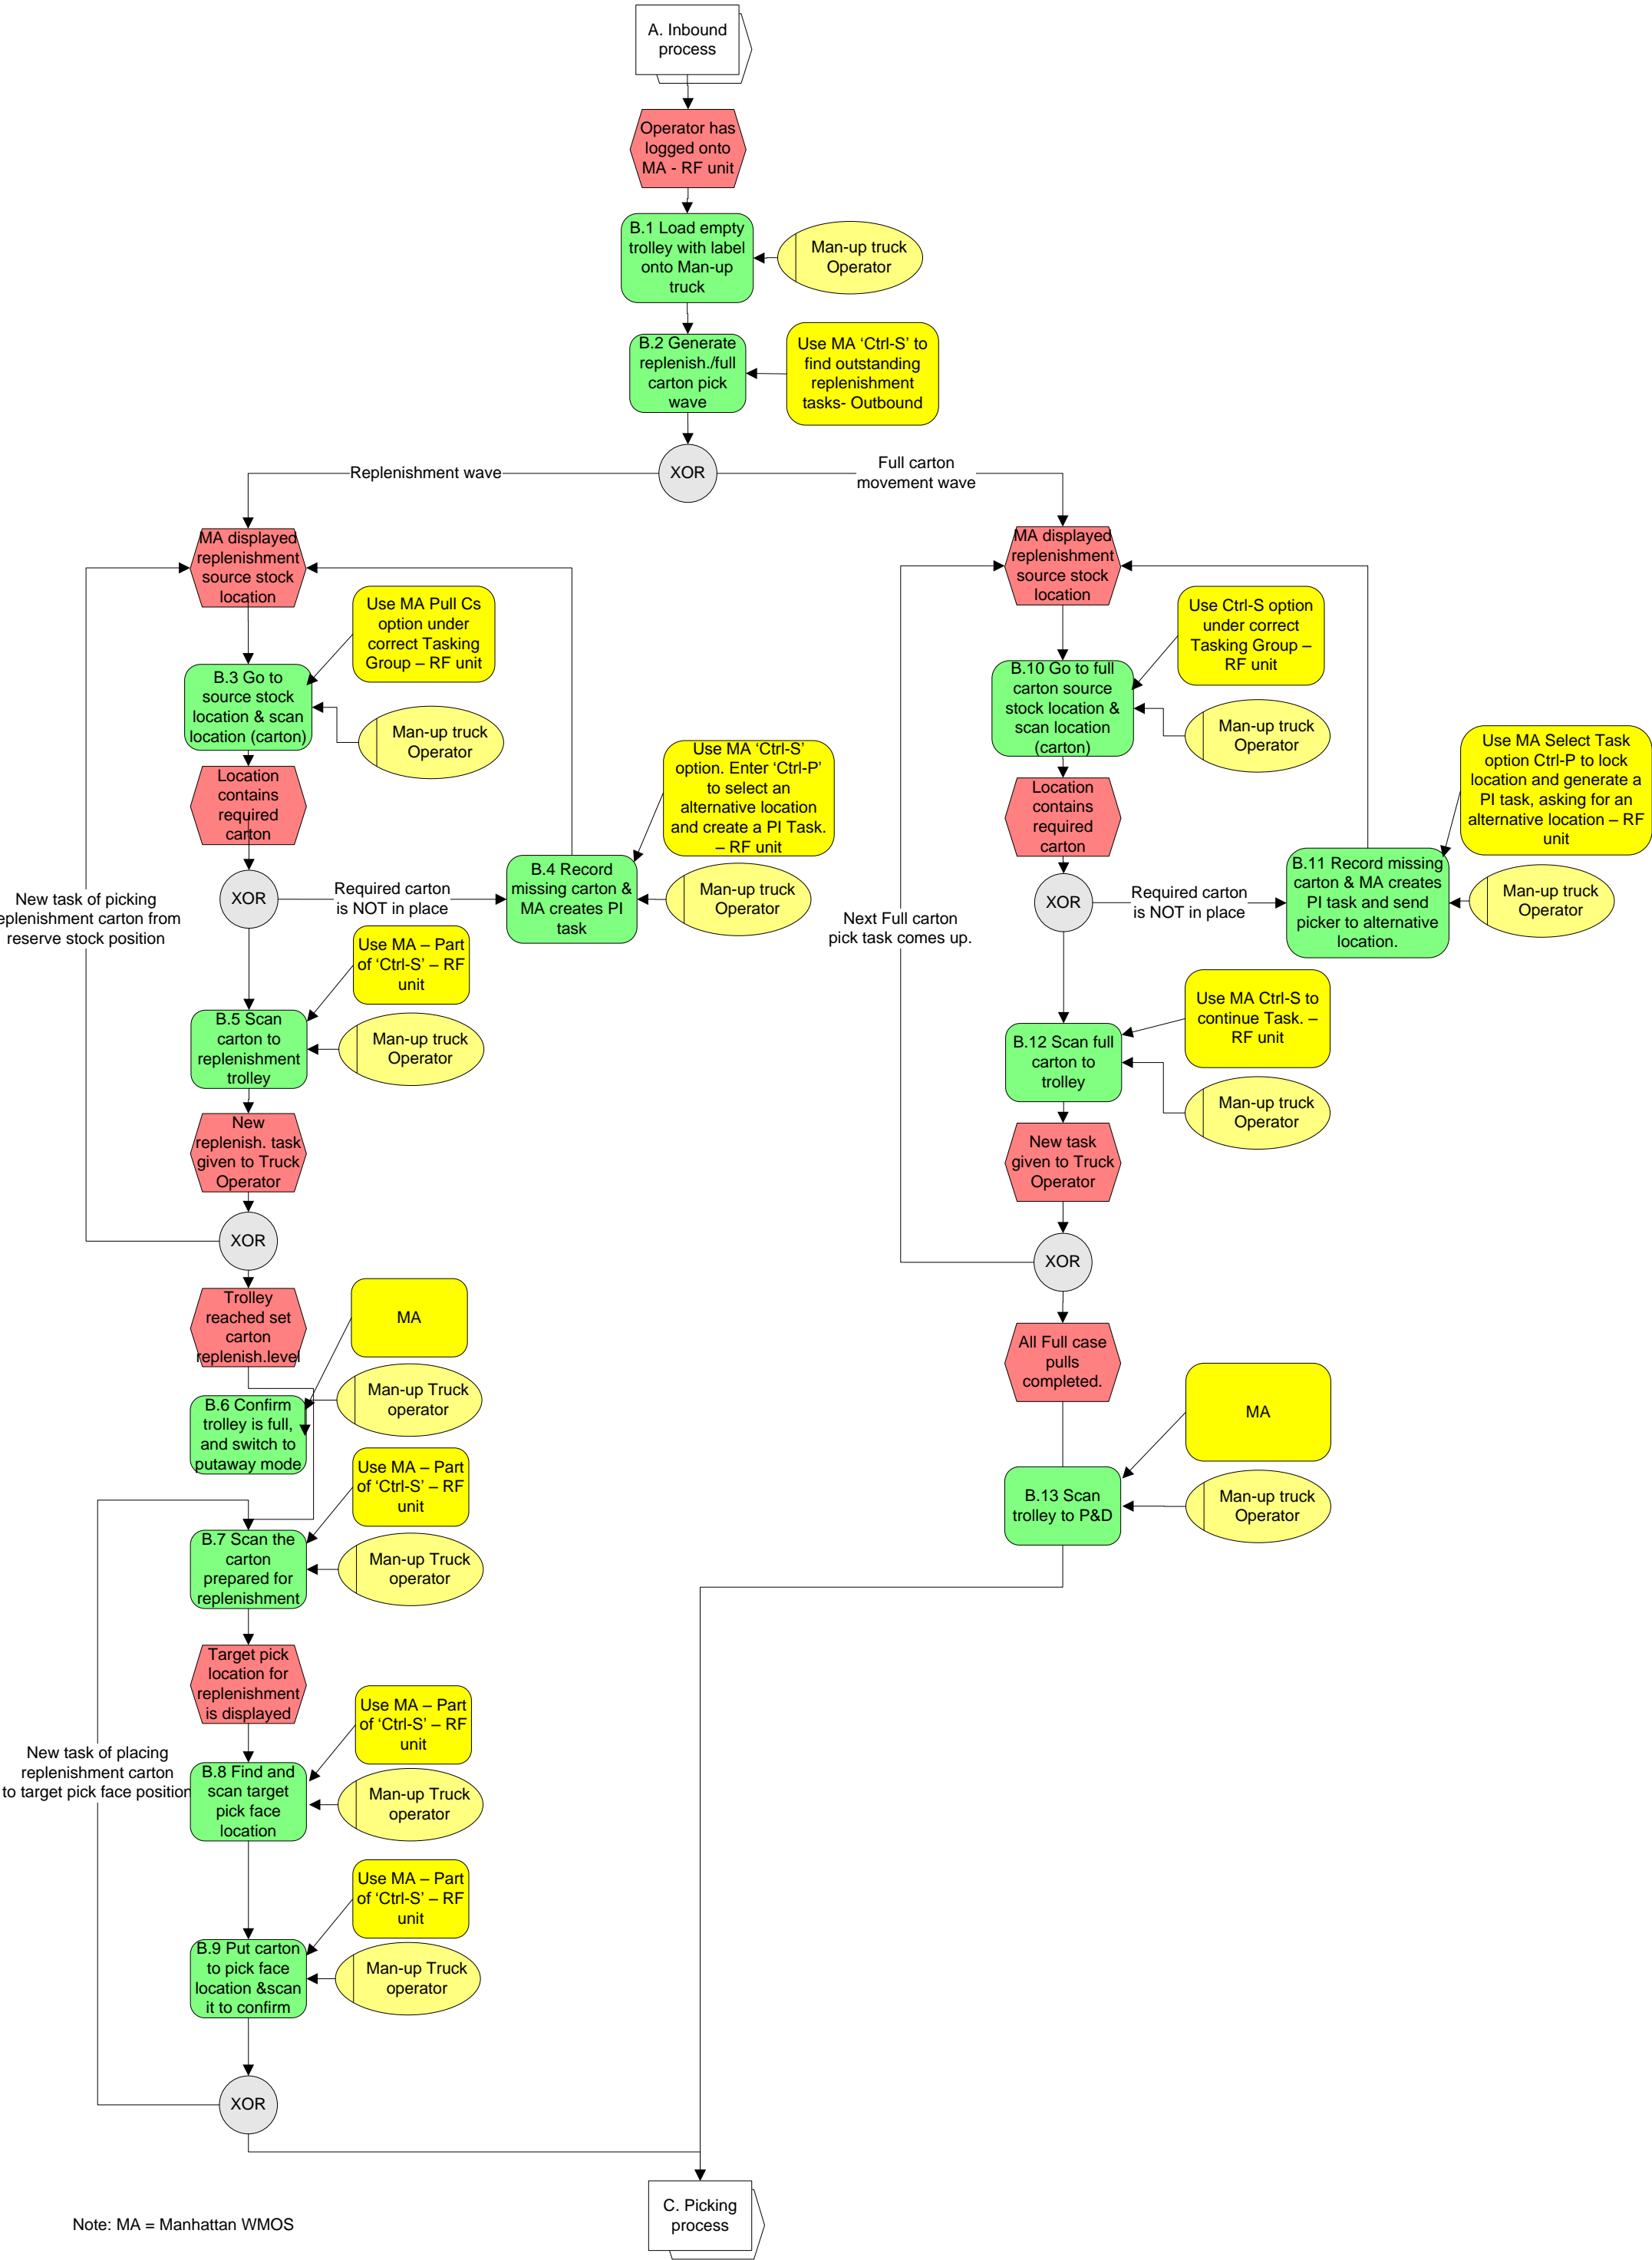 A. Inbound
process
Operator has
logged onto
MA - RF unit
B.1 Load empty
trolley with label
onto Man-up
truck
Man-up truck
Operator
B.2 Generate
replenish./full
carton pick
wave
Use MA ‘Ctrl-S’ to
find outstanding
replenishment
tasks- Outbound
XOR
Replenishment wave
Full carton
movement wave
MA displayed
replenishment
source stock
location
Use MA Pull Cs
option under
correct Tasking
Group – RF unit
B.3 Go to
source stock
location & scan
location (carton)
Man-up truck
Operator
Location
contains
required
carton
XOR
Required carton
is NOT in place
Use MA ‘Ctrl-S’
option. Enter ‘Ctrl-P’
to select an
alternative location
and create a PI Task.
– RF unit
B.4 Record
missing carton &
MA creates PI
task
Man-up truck
Operator
New task of picking
replenishment carton from
reserve stock position
Use MA – Part
of ‘Ctrl-S’ – RF
unit
B.5 Scan
carton to
replenishment
trolley
Man-up truck
Operator
New
replenish. task
given to Truck
Operator
XOR
Trolley
reached set
carton
replenish.level
MA
Man-up Truck
operator
B.6 Confirm
trolley is full,
and switch to
putaway mode
Use MA – Part
of ‘Ctrl-S’ – RF
unit
B.7 Scan the
carton
prepared for
replenishment
Man-up Truck
operator
Target pick
location for
replenishment
is displayed
Use MA – Part
of ‘Ctrl-S’ – RF
unit
New task of placing
replenishment carton
to target pick face position
B.8 Find and
scan target
pick face
location
Man-up Truck
operator
Use MA – Part
of ‘Ctrl-S’ – RF
unit
B.9 Put carton
to pick face
location &scan
it to confirm
Man-up Truck
operator
XOR
MA displayed
replenishment
source stock
location
Use Ctrl-S option
under correct
Tasking Group –
RF unit
B.10 Go to full
carton source
stock location &
scan location
(carton)
Man-up truck
Operator
Location
contains
required
carton
XOR
Required carton
is NOT in place
Use MA Select Task
option Ctrl-P to lock
location and generate a
PI task, asking for an
alternative location – RF
unit
B.11 Record missing
carton & MA creates
PI task and send
picker to alternative
location.
Man-up truck
Operator
Next Full carton
pick task comes up.
Use MA Ctrl-S to
continue Task. –
RF unit
B.12 Scan full
carton to
trolley
Man-up truck
Operator
New task
given to Truck
Operator
XOR
All Full case
pulls
completed.
MA
B.13 Scan
trolley to P&D
Man-up truck
Operator
C. Picking
process
Note: MA = Manhattan WMOS